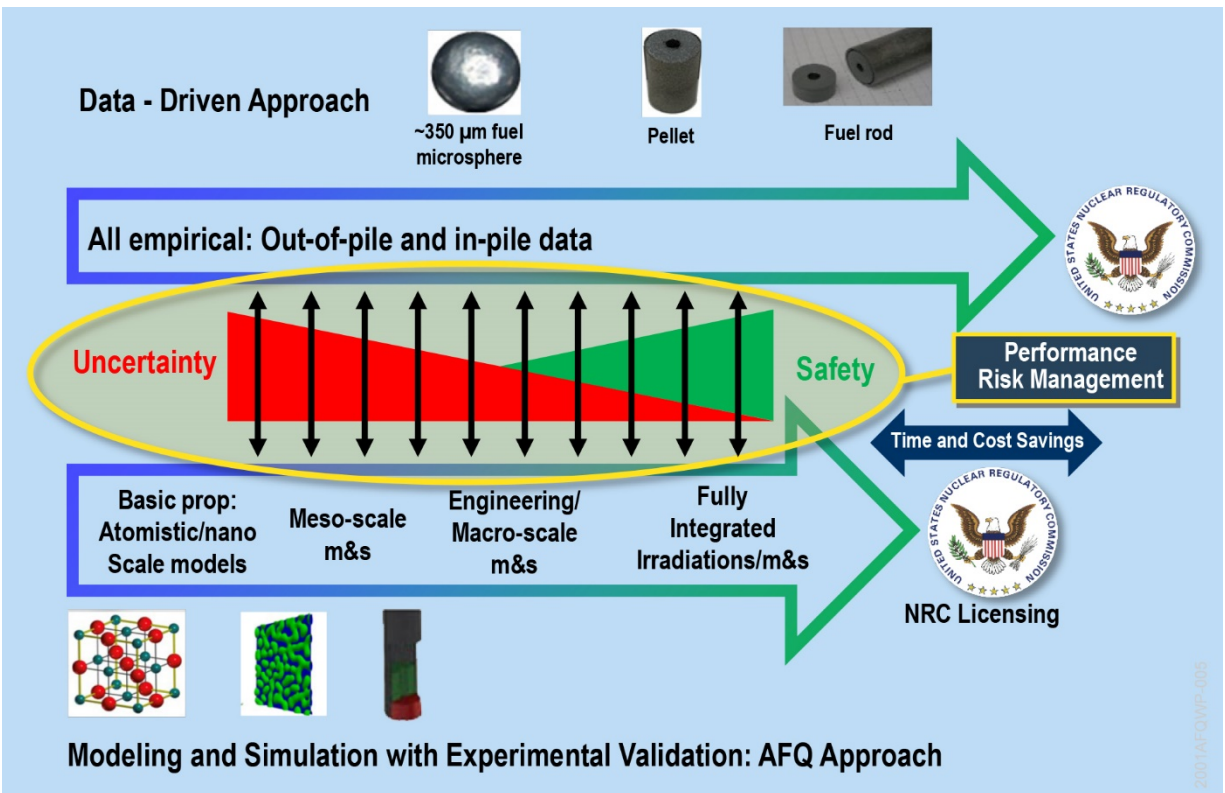 Data - Driven Approach
~350 µm fuel
microsphere
Pellet
Fuel rod
All empirical: Out-of-pile and in-pile data
UNITED STATES NUCLEAR REGULATORY COMMISSION
Uncertainty
Safety
Performance
Risk Management
Time and Cost Savings
Basic prop:
Atomistic/nano
Scale models
Meso-scale
m&s
Engineering/
Macro-scale
m&s
Fully
Integrated
Irradiations/m&s
UNITED STATES NUCLEAR REGULATORY COMMISSION
NRC Licensing
Modeling and Simulation with Experimental Validation: AFQ Approach
2001AFQWP-005